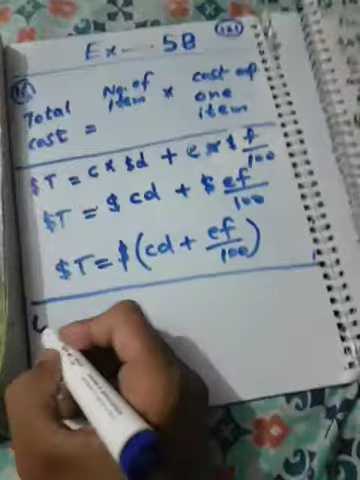 Ex-- 5B
Total cost = No. of item × cost of one item
$T = c × $d + e × $ f/100
$T = $ cd + $ ef/100
$T = $(cd + ef/100)